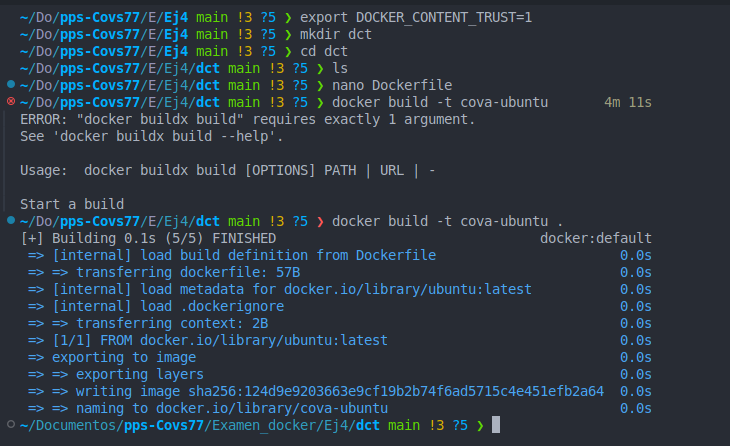 ~/Do/pps-Covs77/E/Ej4 main !3 ?5 ❯ export DOCKER_CONTENT_TRUST=1
~/Do/pps-Covs77/E/Ej4 main !3 ?5 ❯ mkdir dct
~/Do/pps-Covs77/E/Ej4 main !3 ?5 ❯ cd dct
~/Do/pps-Covs77/E/Ej4/dct main !3 ?5 ❯ ls
~/Do/pps-Covs77/E/Ej4/dct main !3 ?5 ❯ nano Dockerfile
~/Do/pps-Covs77/E/Ej4/dct main !3 ?5 ❯ docker build -t cova-ubuntu 4m 11s
ERROR: "docker buildx build" requires exactly 1 argument.
See 'docker buildx build --help'.
Usage:  docker buildx build [OPTIONS] PATH | URL | -
Start a build
~/Do/pps-Covs77/E/Ej4/dct main !3 ?5 ❯ docker build -t cova-ubuntu .
[+] Building 0.1s (5/5) FINISHED docker:default
=> [internal] load build definition from Dockerfile 0.0s
=> => transferring dockerfile: 57B 0.0s
=> [internal] load metadata for docker.io/library/ubuntu:latest 0.0s
=> [internal] load .dockerignore 0.0s
=> => transferring context: 2B 0.0s
=> [1/1] FROM docker.io/library/ubuntu:latest 0.0s
=> exporting to image 0.0s
=> => exporting layers 0.0s
=> => writing image sha256:124d9e9203663e9cf19b2b74f6ad5715c4e451efb2a64 0.0s
=> => naming to docker.io/library/cova-ubuntu 0.0s
~/Documentos/pps-Covs77/Examen_docker/Ej4/dct main !3 ?5 ❯